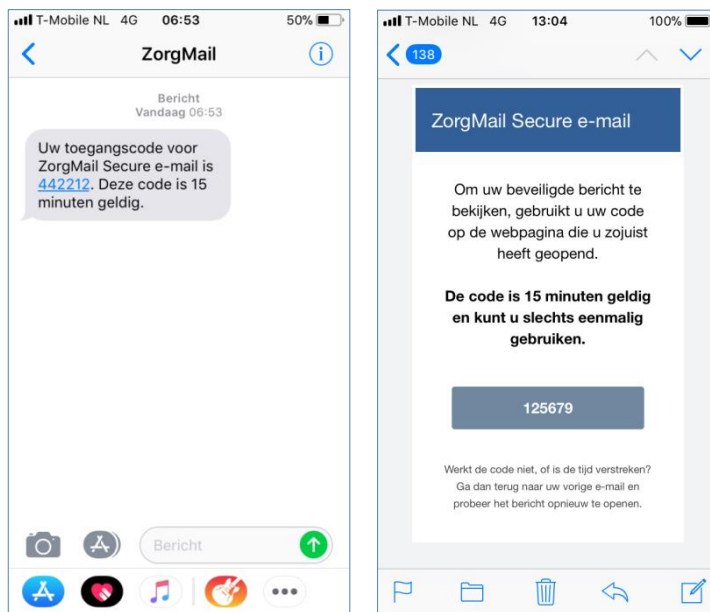 T-Mobile NL 4G 06:53 50%
ZorgMail
Bericht
Vandaag 06:53
Uw toegangscode voor
ZorgMail Secure e-mail is
442212. Deze code is 15
minuten geldig.
Bericht
T-Mobile NL 4G 13:04 100%
138
ZorgMail Secure e-mail
Om uw beveiligde bericht te
bekijken, gebruikt u uw code
op de webpagina die u zojuist
heeft geopend.
De code is 15 minuten geldig
en kunt u slechts eenmalig
gebruiken.
125679
Werkt de code niet, of is de tijd verstreken?
Ga dan terug naar uw vorige e-mail en
probeer het bericht opnieuw te openen.